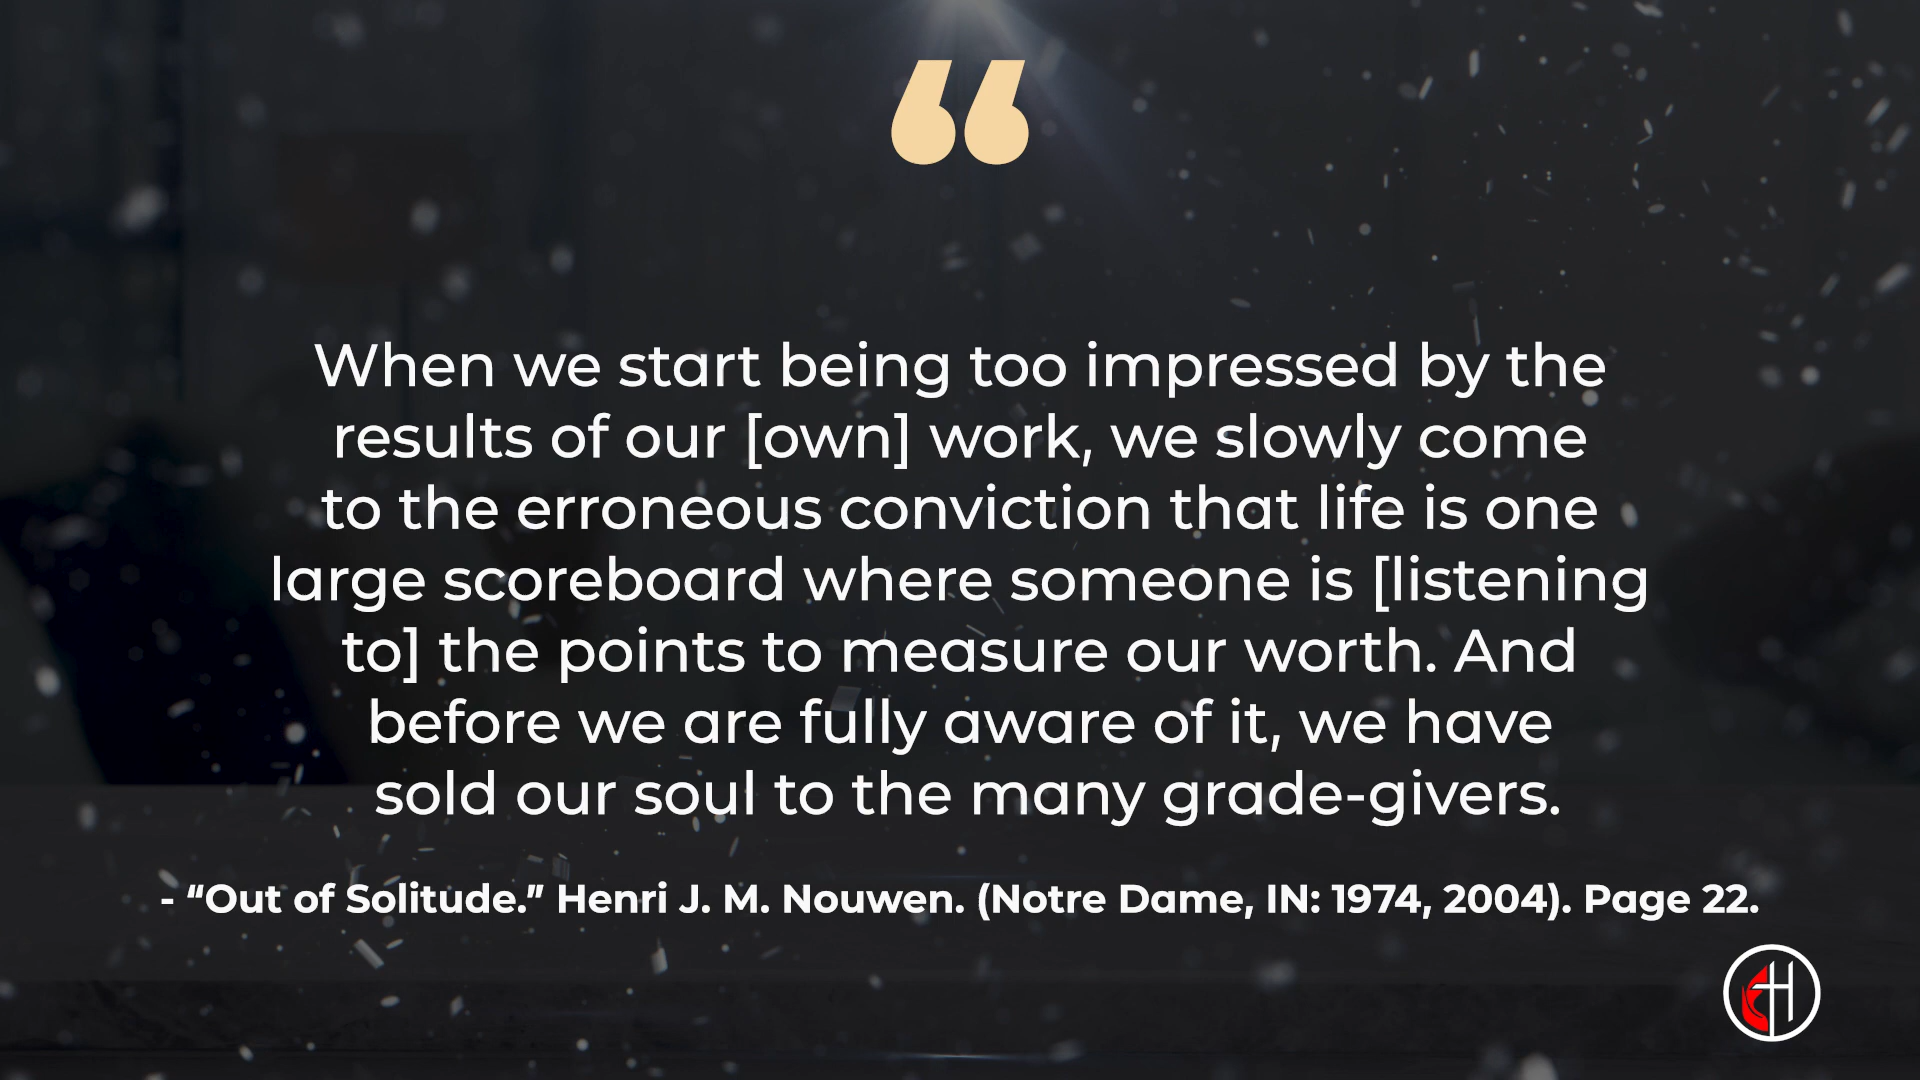 “
When we start being too impressed by the
results of our [own] work, we slowly come
to the erroneous conviction that life is one
large scoreboard where someone is [listening
to] the points to measure our worth. And
before we are fully aware of it, we have
sold our soul to the many grade-givers.
- “Out of Solitude.” Henri J. M. Nouwen. (Notre Dame, IN: 1974, 2004). Page 22.
H